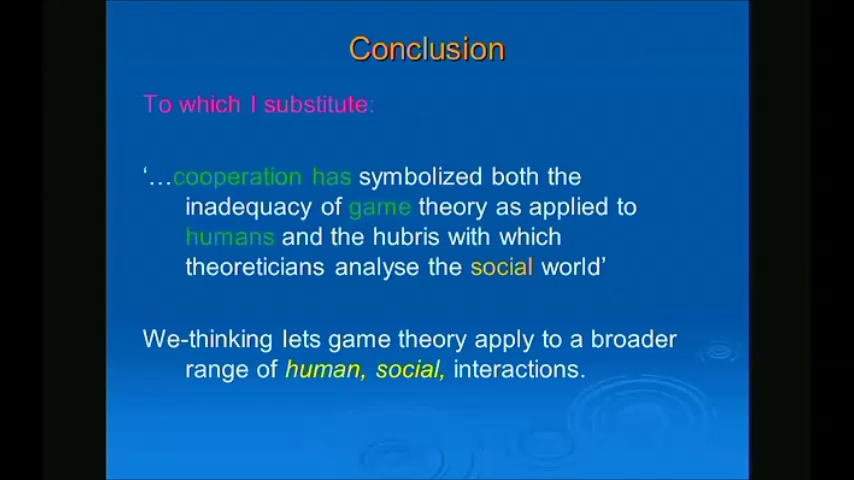 Conclusion
To which I substitute:
‘…cooperation has symbolized both the
inadequacy of game theory as applied to
humans and the hubris with which
theoreticians analyse the social world’
We-thinking lets game theory apply to a broader
range of human, social, interactions.